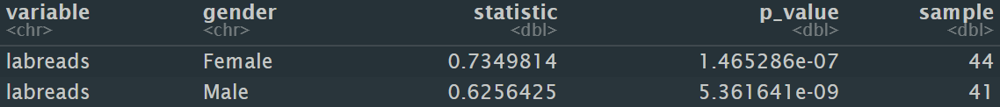 variable gender statistic p_value sample
<chr> <chr> <dbl> <dbl> <dbl>
labreads Female 0.7349814 1.465286e-07 44
labreads Male 0.6256425 5.361641e-09 41